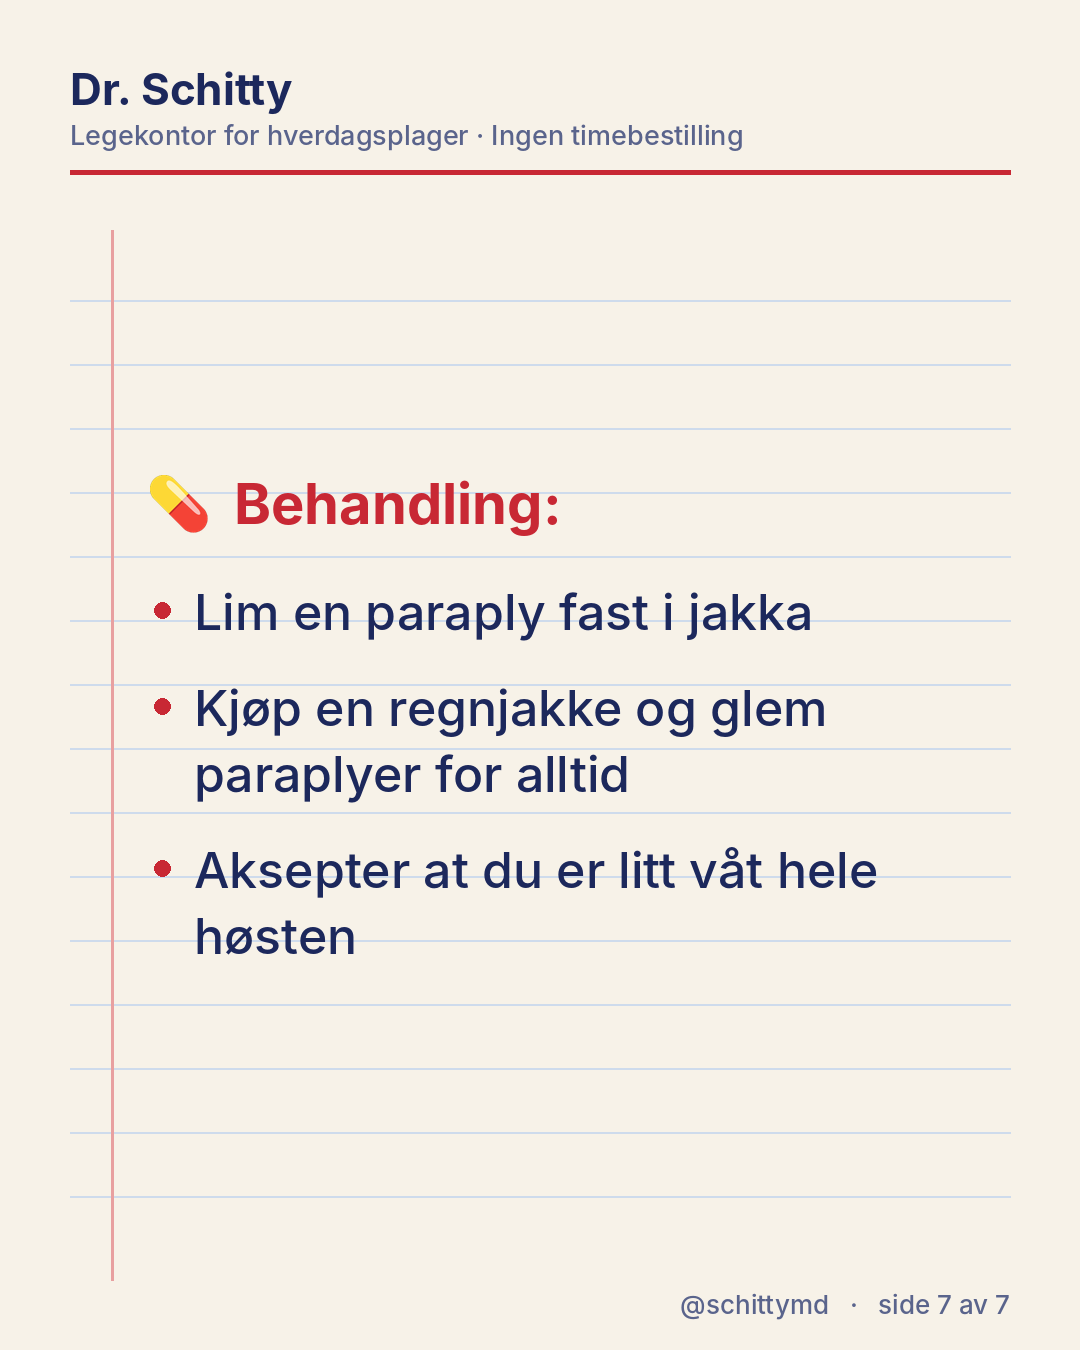 Dr. Schitty
Legekontor for hverdagsplager · Ingen timebestilling
💊 Behandling:
• Lim en paraply fast i jakka
• Kjøp en regnjakke og glem
paraplyer for alltid
• Aksepter at du er litt våt hele
høsten
@schittymd · side 7 av 7